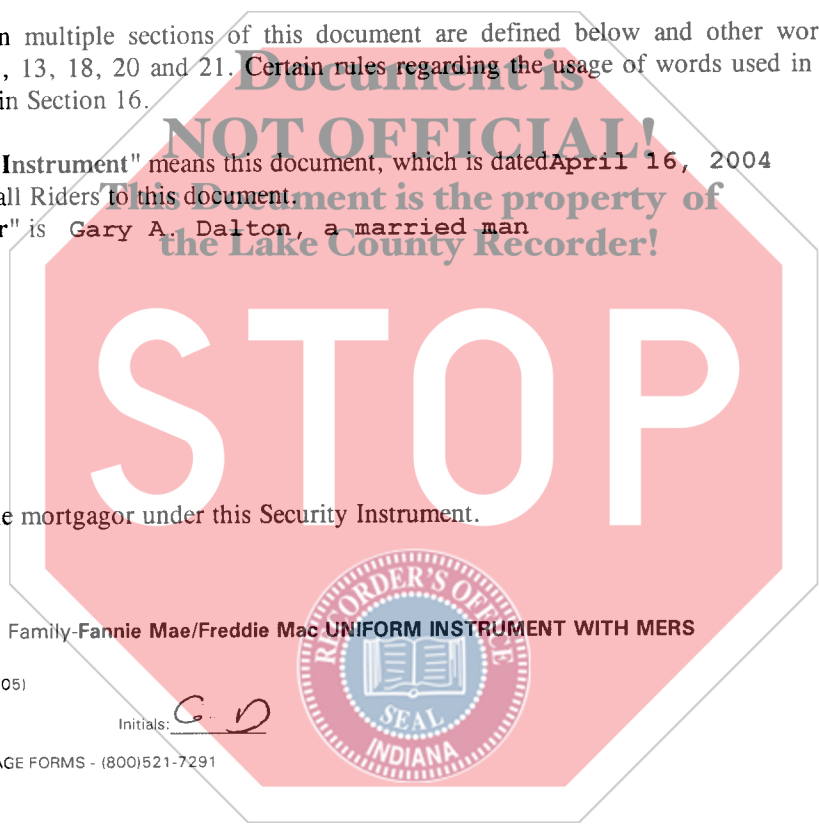 n multiple sections of this document are defined below and other wor
, 13, 18, 20 and 21. Certain rules regarding the usage of words used in
in Section 16.
Document is
NOT OFFICIAL!
Instrument" means this document, which is dated April 16, 2004
all Riders to this document.
This Document is the property of
r" is Gary A. Dalton, a married man
the Lake County Recorder!
STOP
e mortgagor under this Security Instrument.
RECORDER'S OFFICE
SEAL
INDIANA
Family-Fannie Mae/Freddie Mac UNIFORM INSTRUMENT WITH MERS
05)
Initials: G D
AGE FORMS - (800)521-7291